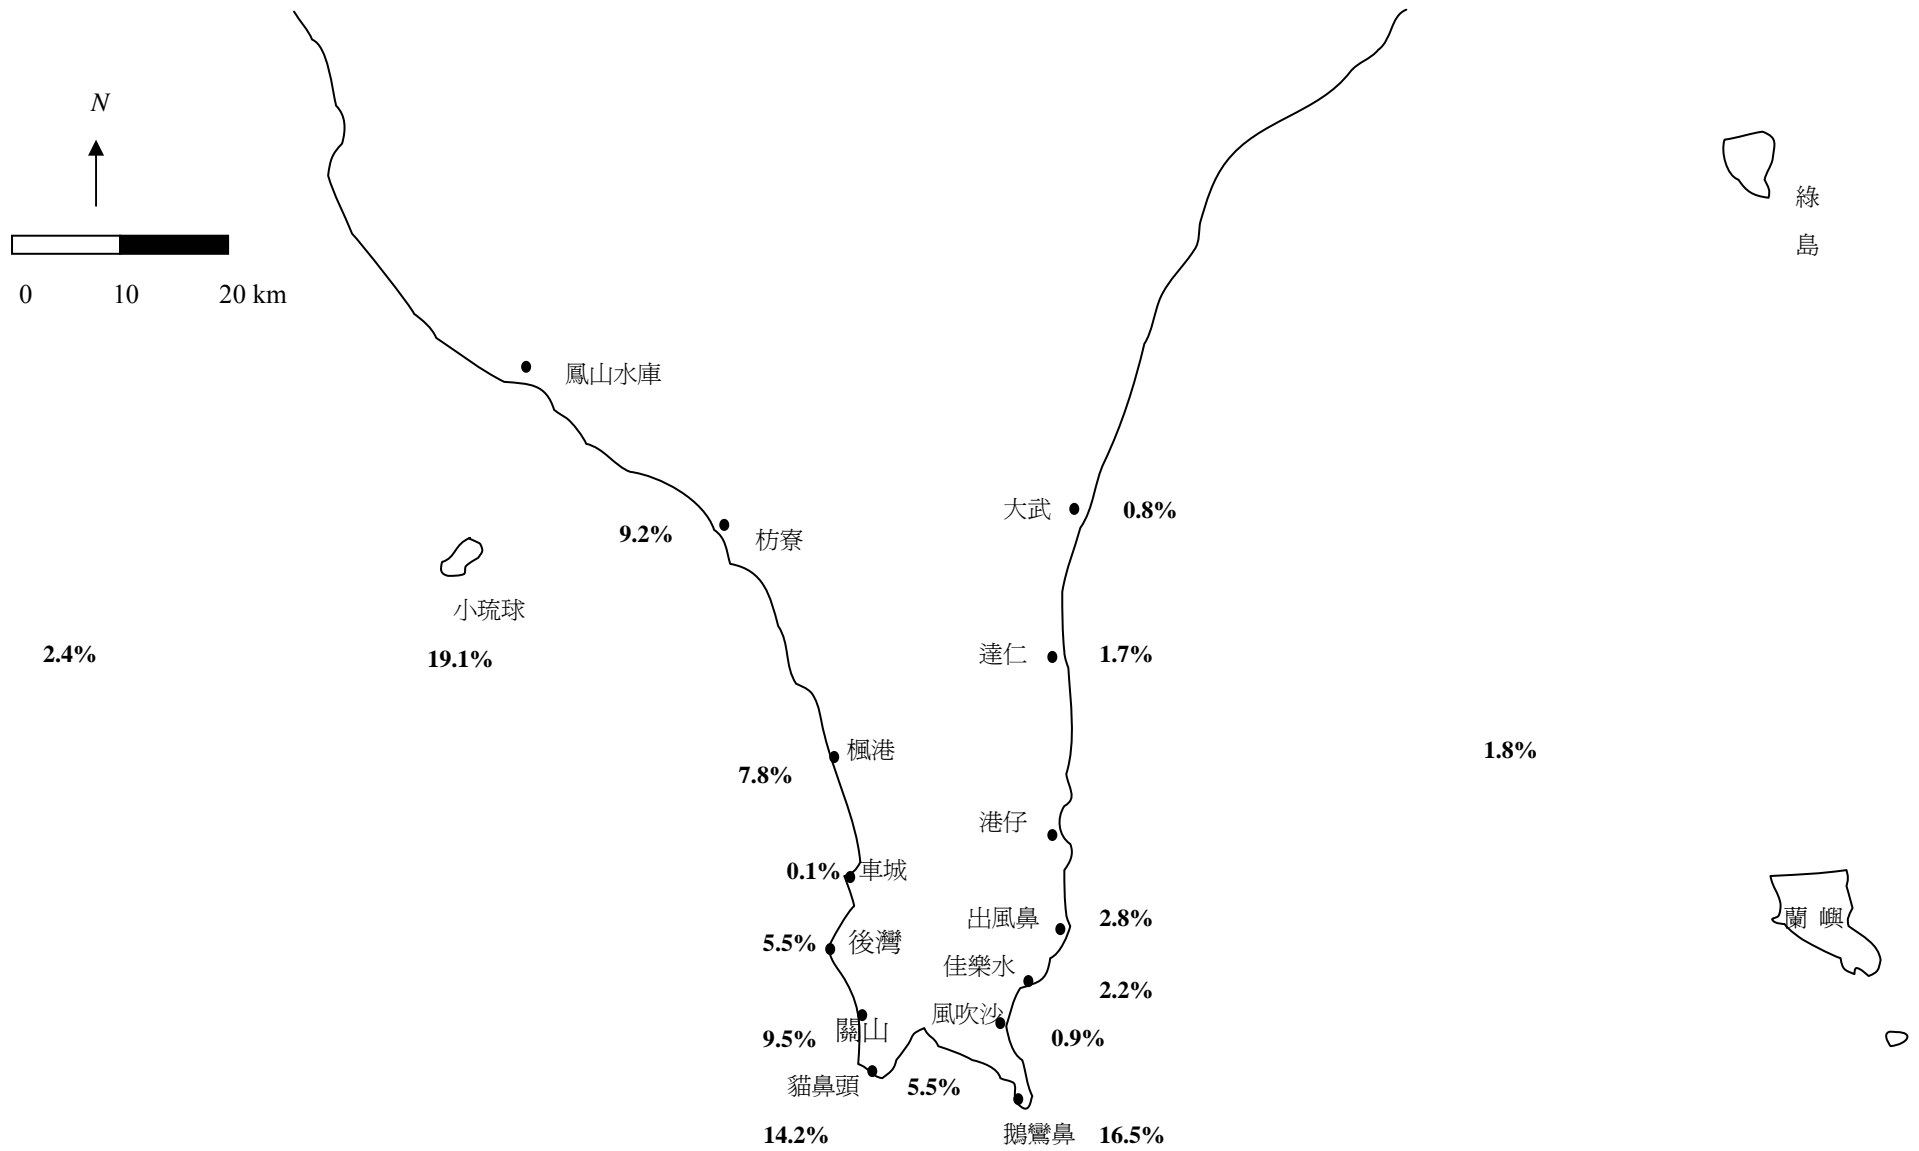 N
綠
島
0 10 20 km
鳳山水庫
大武 0.8%
9.2% 枋寮
小琉球
2.4% 19.1% 達仁 1.7%
楓港 1.8%
7.8%
港仔
0.1% 車城
出風鼻 2.8% 蘭 嶼
5.5% 後灣
佳樂水
2.2%
風吹沙
關山
9.5% 0.9%
貓鼻頭 5.5%
14.2% 鵝鸞鼻 16.5%